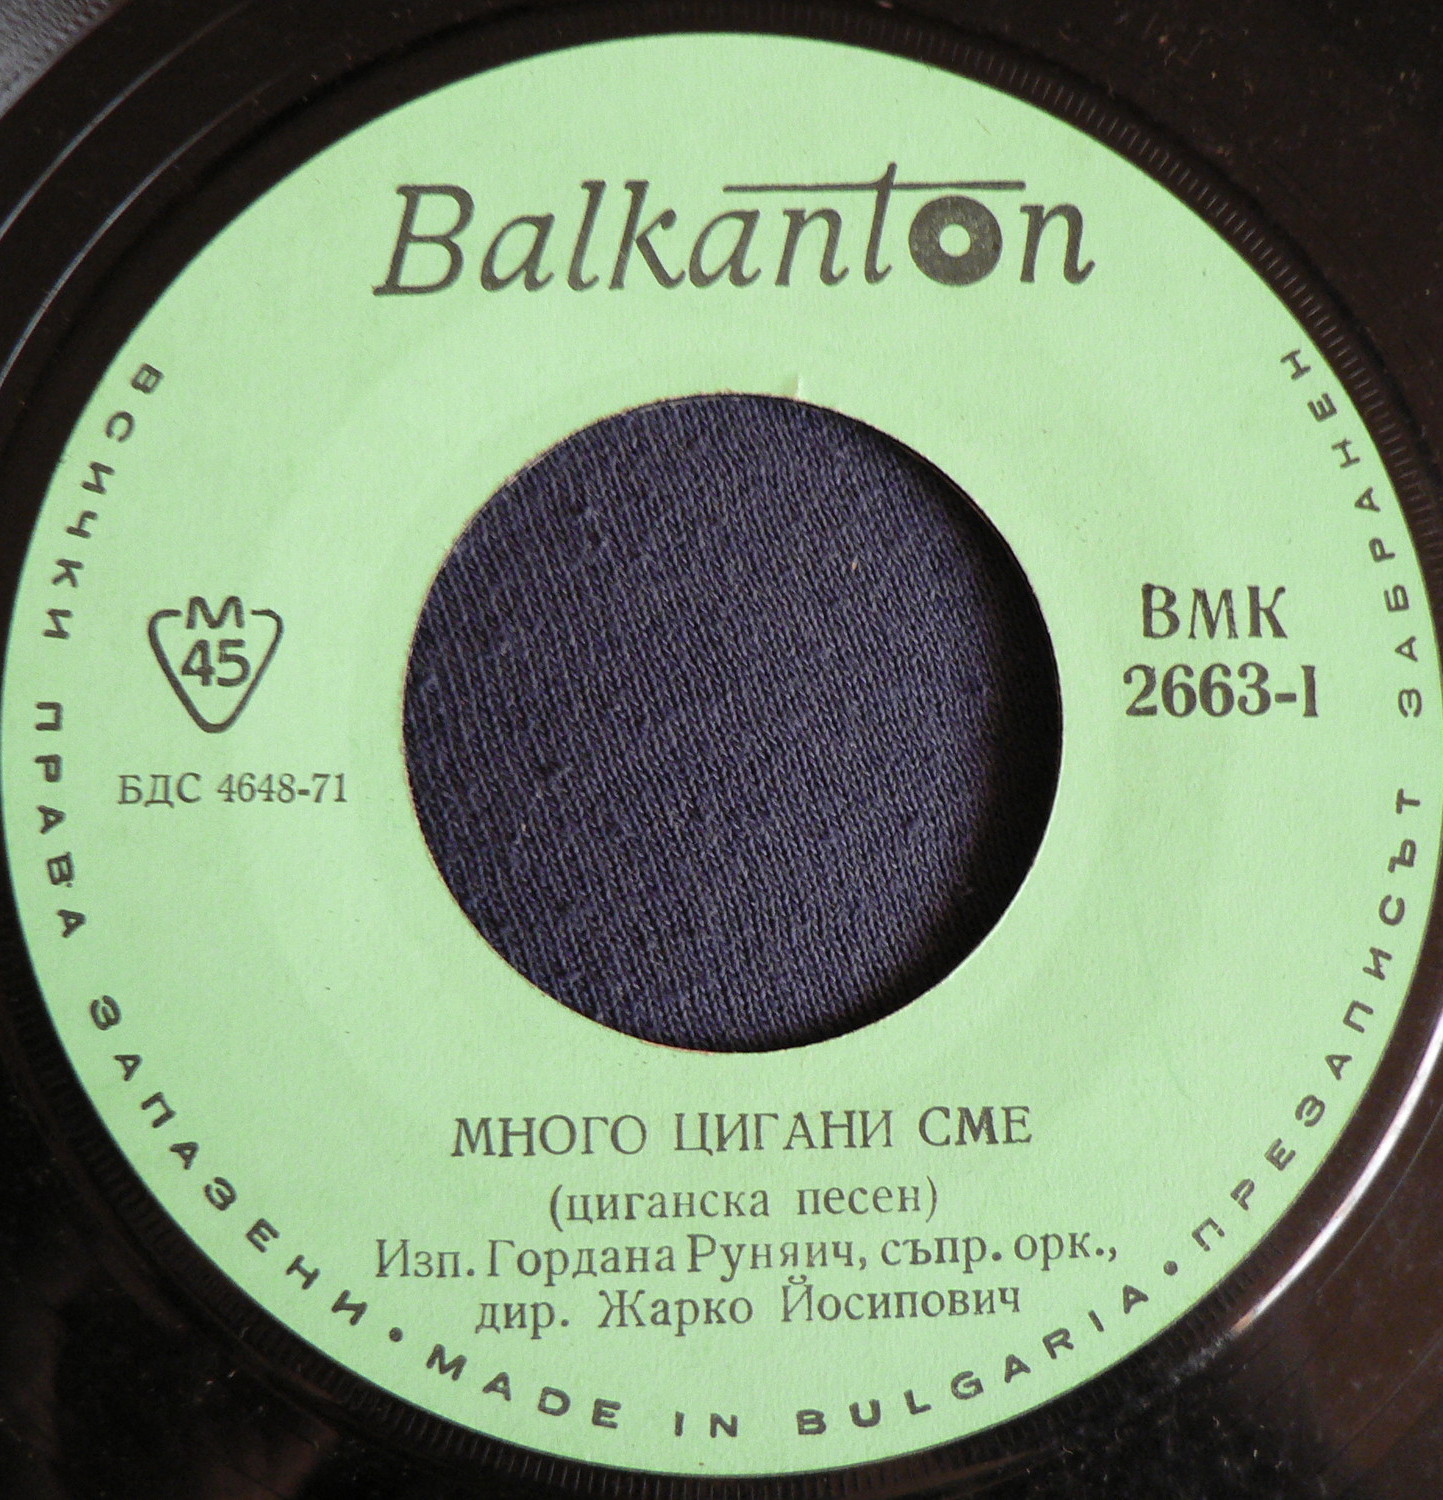 Balkanton
М
45
БДС 4648-71
ВМК
2663-I
МНОГО ЦИГАНИ СМЕ
(циганска песен)
Изп. Гордана Руняич, съпр. орк.,
дир. Жарко Йосипович
ВСИЧКИ ПРАВА ЗАПАЗЕНИ • MADE IN BULGARIA • ПРЕЗАПИСЪТ ЗАБРАНЕН